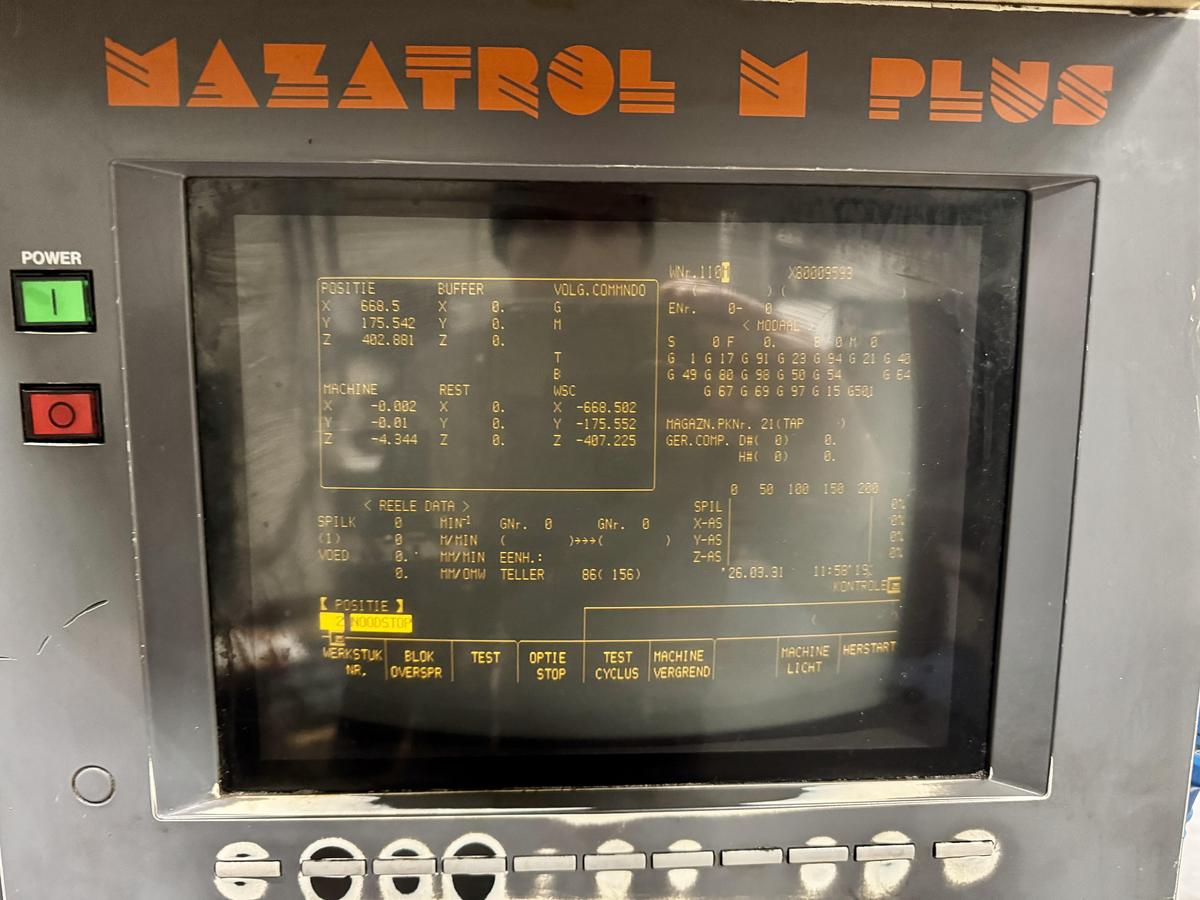 MAZATROL M PLUS
POWER
WNr.110 X80009593
( ) ( )
POSITIE BUFFER VOLG.COMMNDO
X 668.5 X 0. G
ENr. 0- 0
Y 175.542 Y 0. M
< MODAAL >
Z 402.881 Z 0.
S 0 F 0. B 0 M 0
T
G 1 G 17 G 91 G 23 G 94 G 21 G 40
B
G 49 G 80 G 98 G 50 G 54 G 64
MACHINE REST WSC
G 67 G 69 G 97 G 15 G501
X -0.002 X 0. X -668.502
Y -0.01 Y 0. Y -175.552
MAGAZN.PKNr. 21(TAP )
Z -4.344 Z 0. Z -407.225
GER.COMP. D#( 0) 0.
H#( 0) 0.
0 50 100 150 200
< REELE DATA >
SPIL 0%
SPILK 0 MIN-1 GNr. 0 GNr. 0
X-AS 0%
(1) 0 M/MIN ( )→→→( )
Y-AS 0%
VOED 0. MM/MIN EENH.:
Z-AS 0%
0. MM/OMW TELLER 86( 156)
'26.03.31 11:58'19
KONTROLE
【 POSITIE 】
2 NOODSTOP
WERKSTUK NR. BLOK OVERSPR TEST OPTIE STOP TEST CYCLUS MACHINE VERGREND MACHINE LICHT HERSTART